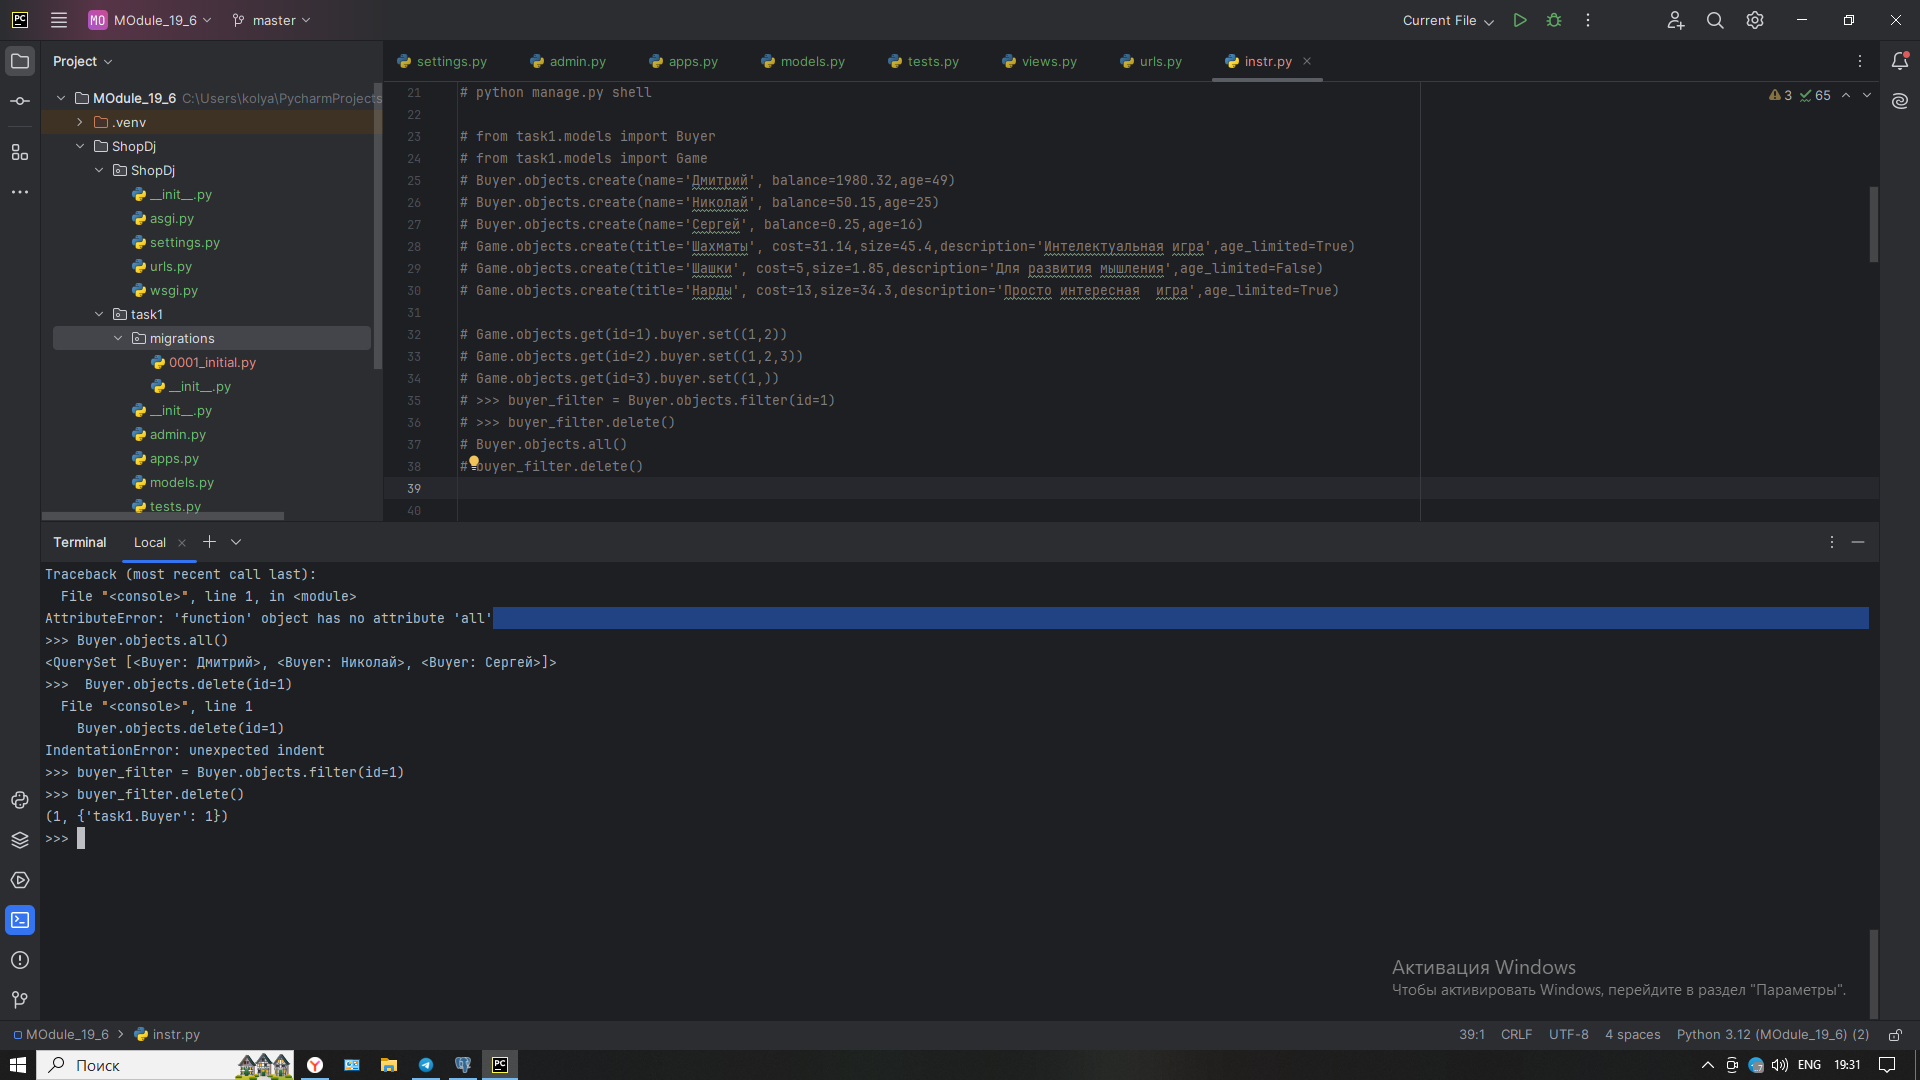 PC
MO MOdule_19_6
master
Current File
Project
settings.py
admin.py
apps.py
models.py
tests.py
views.py
urls.py
instr.py
MOdule_19_6 C:\Users\kolya\PycharmProjects
.venv
ShopDj
ShopDj
__init__.py
asgi.py
settings.py
urls.py
wsgi.py
task1
migrations
0001_initial.py
__init__.py
__init__.py
admin.py
apps.py
models.py
tests.py
3 65
21 # python manage.py shell
22
23 # from task1.models import Buyer
24 # from task1.models import Game
25 # Buyer.objects.create(name='Дмитрий', balance=1980.32,age=49)
26 # Buyer.objects.create(name='Николай', balance=50.15,age=25)
27 # Buyer.objects.create(name='Сергей', balance=0.25,age=16)
28 # Game.objects.create(title='Шахматы', cost=31.14,size=45.4,description='Интелектуальная игра',age_limited=True)
29 # Game.objects.create(title='Шашки', cost=5,size=1.85,description='Для развития мышления',age_limited=False)
30 # Game.objects.create(title='Нарды', cost=13,size=34.3,description='Просто интересная  игра',age_limited=True)
31
32 # Game.objects.get(id=1).buyer.set((1,2))
33 # Game.objects.get(id=2).buyer.set((1,2,3))
34 # Game.objects.get(id=3).buyer.set((1,))
35 # >>> buyer_filter = Buyer.objects.filter(id=1)
36 # >>> buyer_filter.delete()
37 # Buyer.objects.all()
38 # buyer_filter.delete()
39
40
Terminal
Local
Traceback (most recent call last):
File "<console>", line 1, in <module>
AttributeError: 'function' object has no attribute 'all'
>>> Buyer.objects.all()
<QuerySet [<Buyer: Дмитрий>, <Buyer: Николай>, <Buyer: Сергей>]>
>>>  Buyer.objects.delete(id=1)
File "<console>", line 1
Buyer.objects.delete(id=1)
IndentationError: unexpected indent
>>> buyer_filter = Buyer.objects.filter(id=1)
>>> buyer_filter.delete()
(1, {'task1.Buyer': 1})
>>>
Активация Windows
Чтобы активировать Windows, перейдите в раздел "Параметры".
MOdule_19_6 > instr.py
39:1 CRLF UTF-8 4 spaces Python 3.12 (MOdule_19_6) (2)
Поиск
PC
ENG 19:31